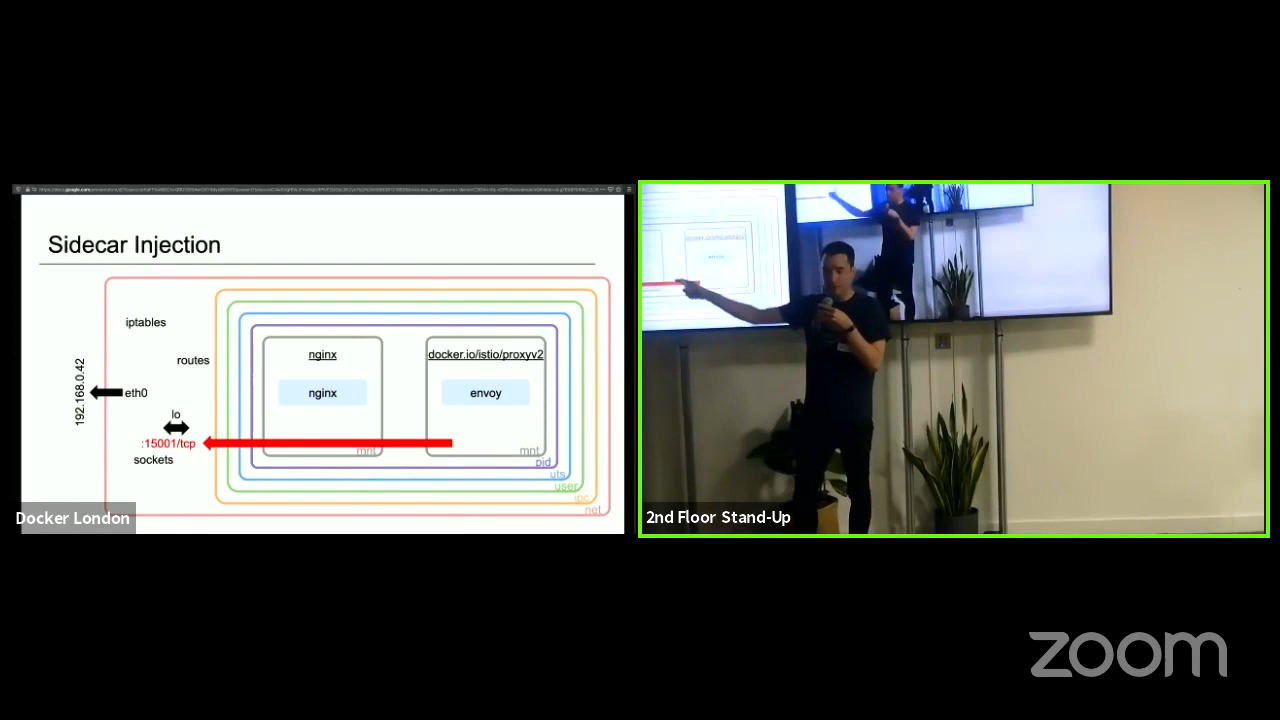 Sidecar Injection
iptables
routes
192.168.0.42
eth0
lo
:15001/tcp
sockets
nginx
nginx
mnt
docker.io/istio/proxyv2
envoy
mnt
pid
uts
user
ipc
net
Docker London
2nd Floor Stand-Up
zoom